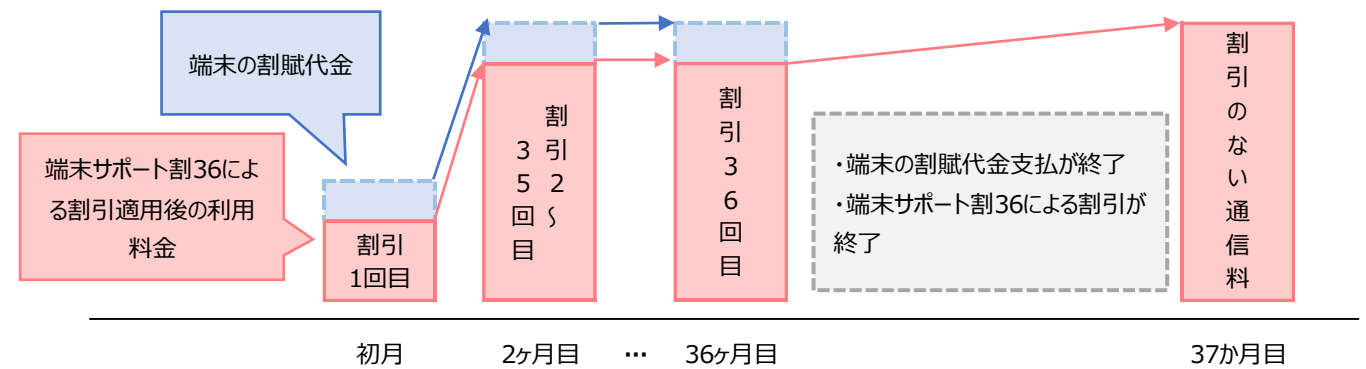 端末の割賦代金
端末サポート割36によ
る割引適用後の利用
料金
割引
1回目
割引2~
35回目
割引36回目
・端末の割賦代金支払が終了
・端末サポート割36による割引が
終了
割引のない通信料
初月
2ヶ月目
…
36ヶ月目
37か月目